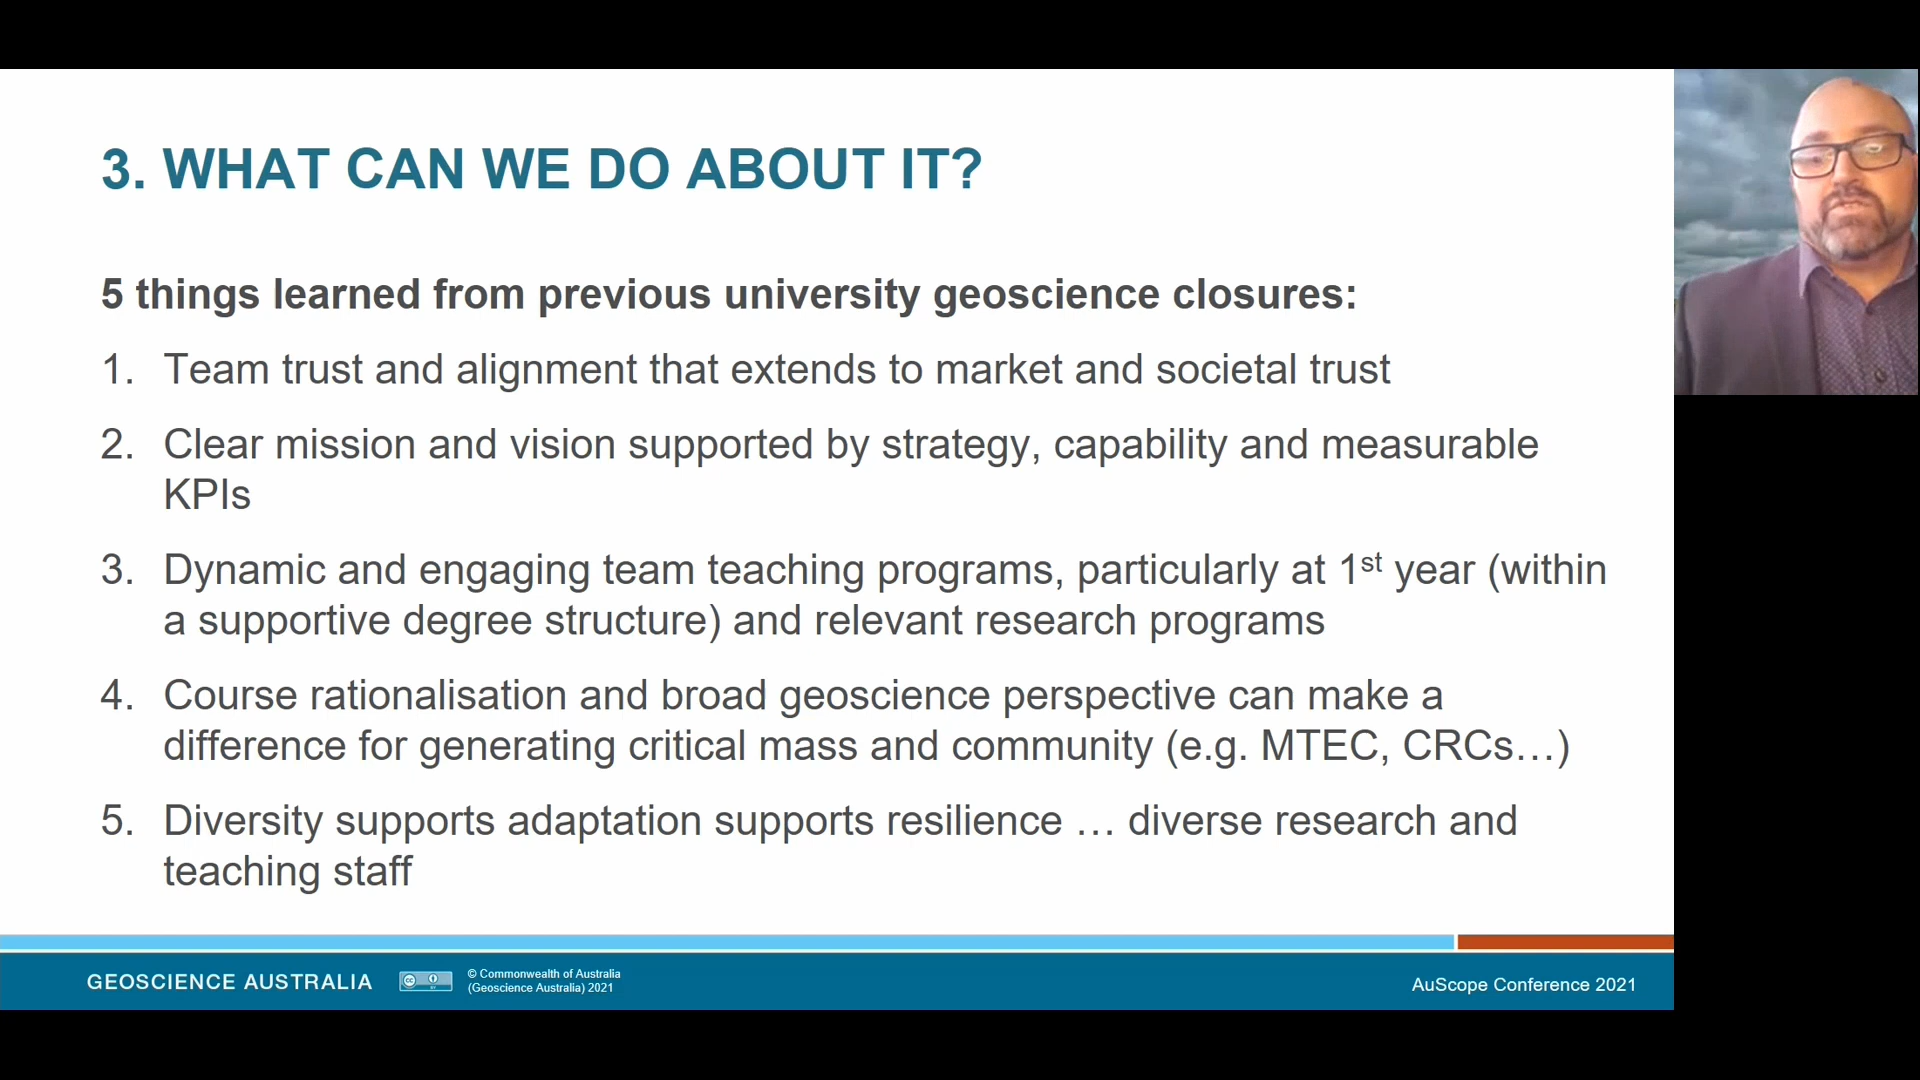 3. WHAT CAN WE DO ABOUT IT?
5 things learned from previous university geoscience closures:
1. Team trust and alignment that extends to market and societal trust
2. Clear mission and vision supported by strategy, capability and measurable
KPIs
3. Dynamic and engaging team teaching programs, particularly at 1st year (within
a supportive degree structure) and relevant research programs
4. Course rationalisation and broad geoscience perspective can make a
difference for generating critical mass and community (e.g. MTEC, CRCs…)
5. Diversity supports adaptation supports resilience … diverse research and
teaching staff
GEOSCIENCE AUSTRALIA
© Commonwealth of Australia
(Geoscience Australia) 2021
AuScope Conference 2021